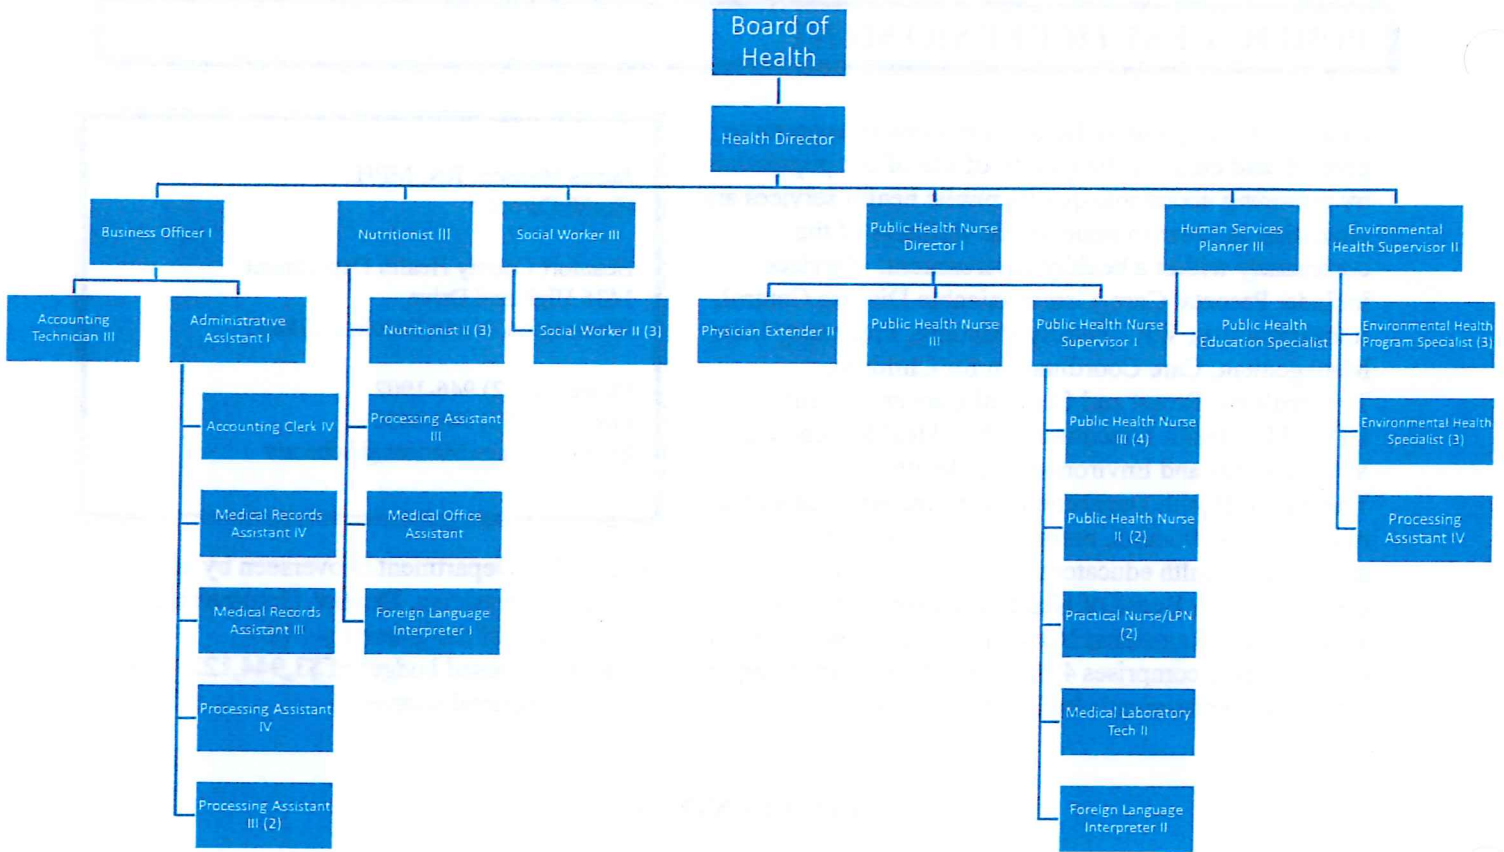 Board of
Health
Health Director
Business Officer I
Nutritionist III
Social Worker III
Public Health Nurse
Director I
Human Services
Planner III
Environmental
Health Supervisor II
Accounting
Technician III
Administrative
Assistant I
Nutritionist II (3)
Social Worker II (3)
Physician Extender II
Public Health Nurse
III
Public Health Nurse
Supervisor I
Public Health
Education Specialist
Environmental Health
Program Specialist (3)
Accounting Clerk IV
Processing Assistant
III
Public Health Nurse
III (4)
Environmental Health
Specialist (3)
Medical Records
Assistant IV
Medical Office
Assistant
Public Health Nurse
II (2)
Processing
Assistant IV
Medical Records
Assistant III
Foreign Language
Interpreter I
Practical Nurse/LPN
(2)
Processing Assistant
IV
Medical Laboratory
Tech II
Processing Assistant
III (2)
Foreign Language
Interpreter II